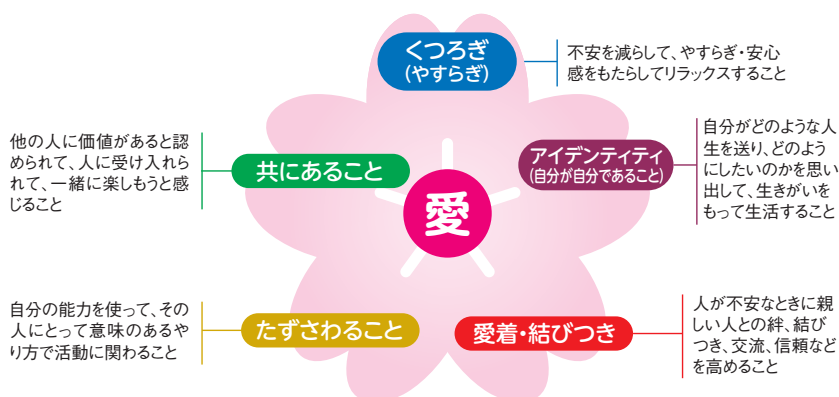 くつろぎ
(やすらぎ)
不安を減らして、やすらぎ・安心
感をもたらしてリラックスすること
アイデンティティ
(自分が自分であること)
自分がどのような人
生を送り、どのよう
にしたいのかを思い
出して、生きがいを
もって生活すること
他の人に価値があると認
められて、人に受け入れら
れて、一緒に楽しもうと感
じること
共にあること
愛
自分の能力を使って、その
人にとって意味のあるや
り方で活動に関わること
たずさわること
愛着・結びつき
人が不安なときに親
しい人との絆、結び
つき、交流、信頼など
を高めること